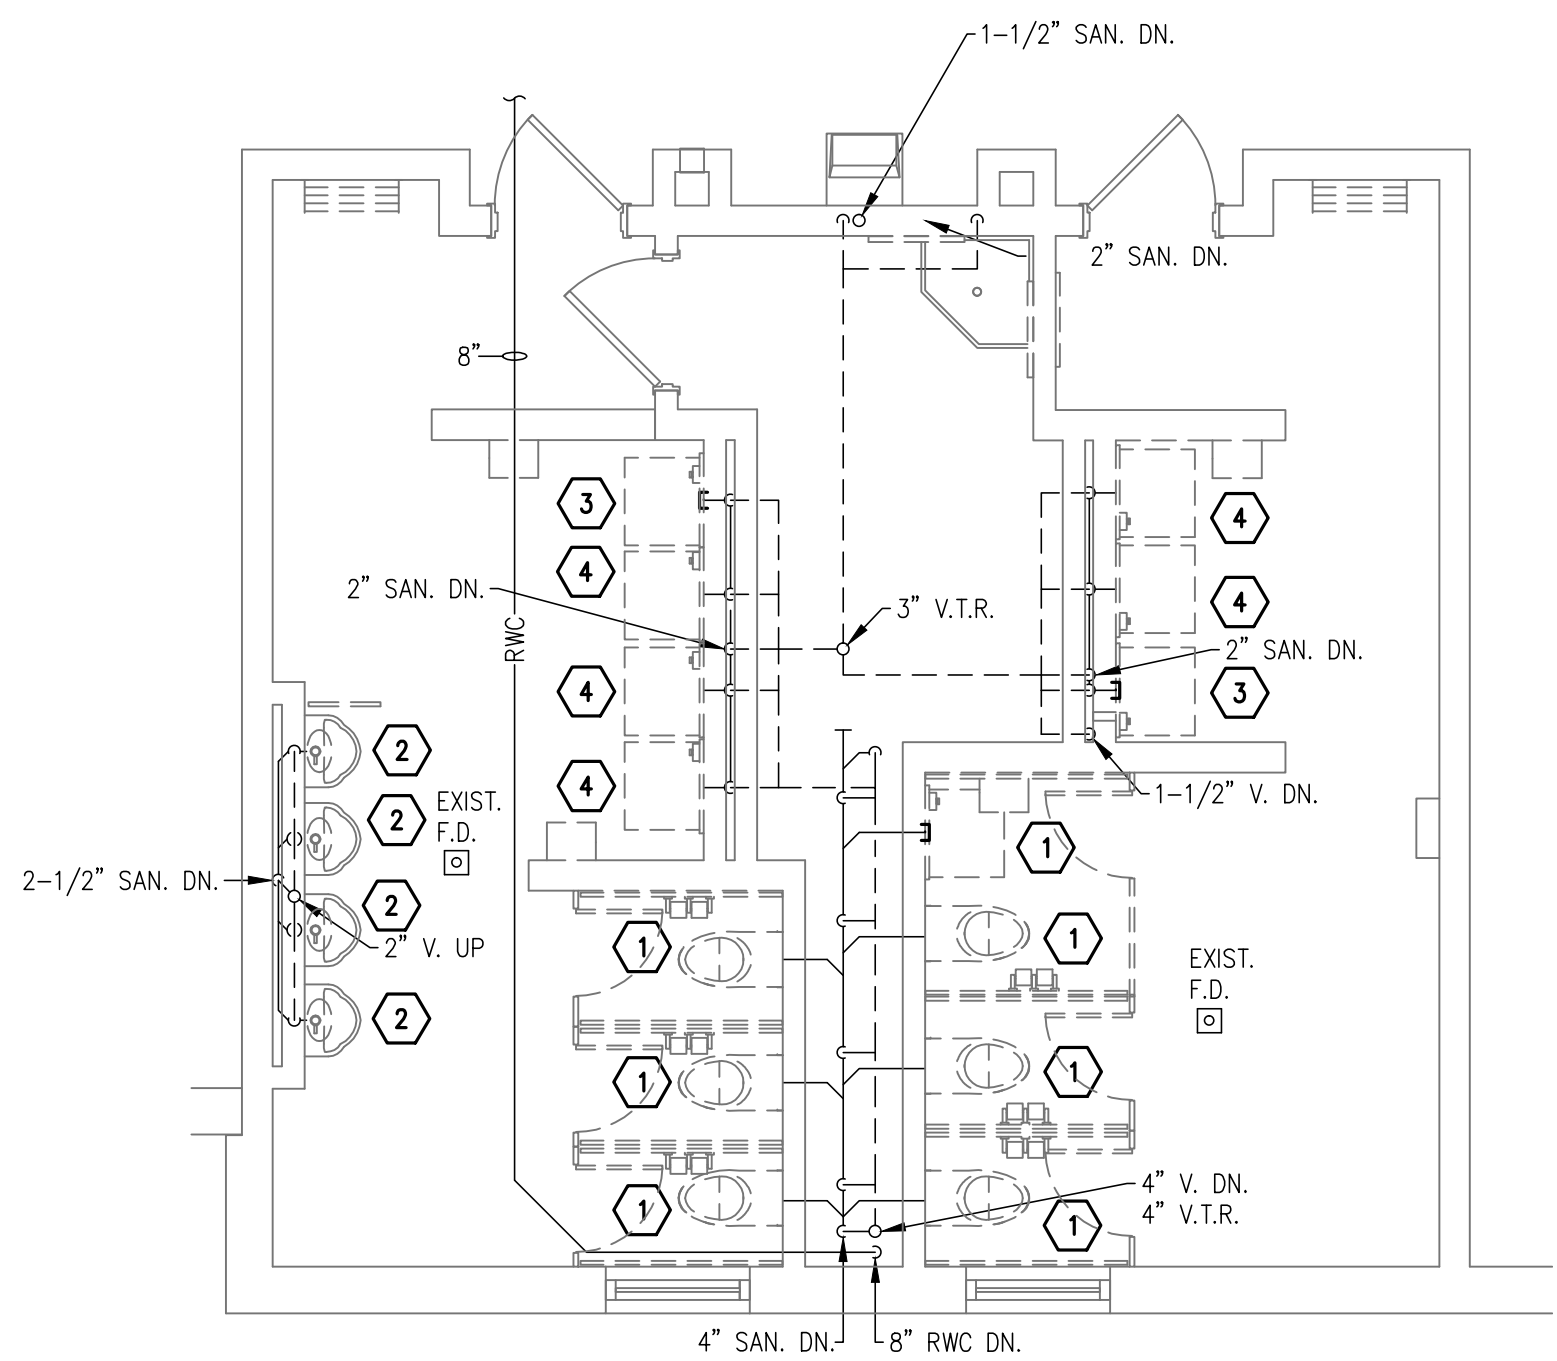 1-1/2" SAN. DN.
2" SAN. DN.
8"
3
4
4
4
2" SAN. DN.
3" V.T.R.
RWC
4
4
2" SAN. DN.
3
2
2
2
2
EXIST.
F.D.
1-1/2" V. DN.
2-1/2" SAN. DN.
2" V. UP
1
1
1
1
1
1
1
EXIST.
F.D.
4" V. DN.
4" V.T.R.
4" SAN. DN.
8" RWC DN.